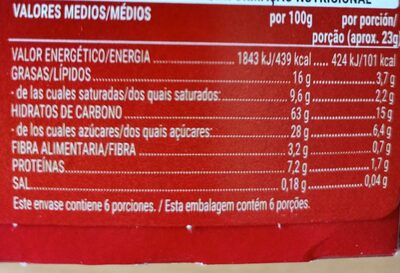 NUTRICIONAL
VALORES MEDIOS/MÉDIOS por 100g por porción/
porção (aprox. 23g
VALOR ENERGÉTICO/ENERGIA 1843 kJ/439 kcal 424 kJ/101 kcal
GRASAS/LÍPIDOS 16 g 3,7 g
- de las cuales saturadas/dos quais saturados: 9,6 g 2,2 g
HIDRATOS DE CARBONO 63 g 15 g
- de los cuales azúcares/dos quais açúcares: 28 g 6,4 g
FIBRA ALIMENTARIA/FIBRA 3,2 g 0,7 g
PROTEÍNAS 7,2 g 1,7 g
SAL 0,18 g 0,04 g
Este envase contiene 6 porciones. / Esta embalagem contém 6 porções.